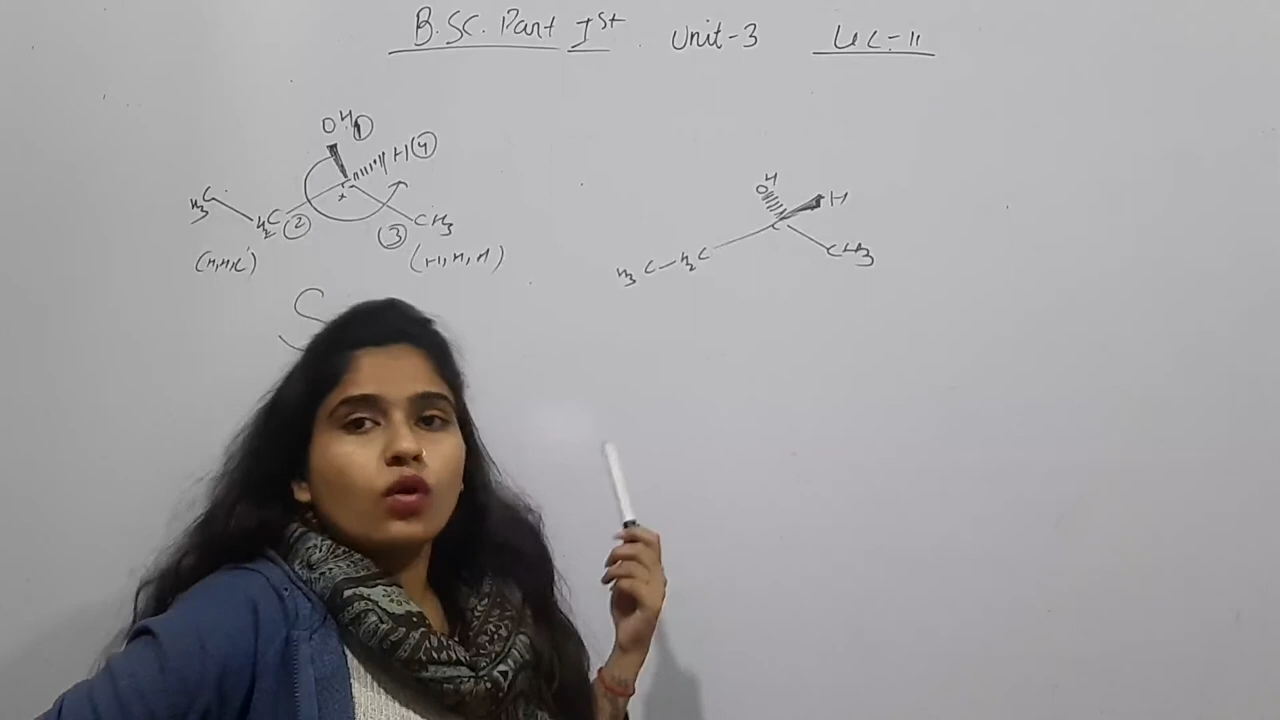 B.SC. Part Ist Unit-3 Lec-11
OH ①
H ④
H3C
H2C ②
③ CH3
(H,H,C)
(H,H,H)
S
OH
H
C
CH3
H3C-H2C